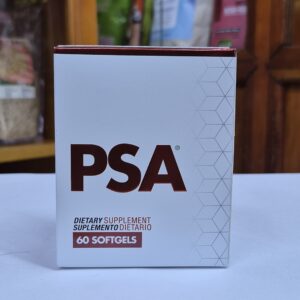 PSA®
DIETARY SUPPLEMENT
SUPLEMENTO DIETARIO
60 SOFTGELS